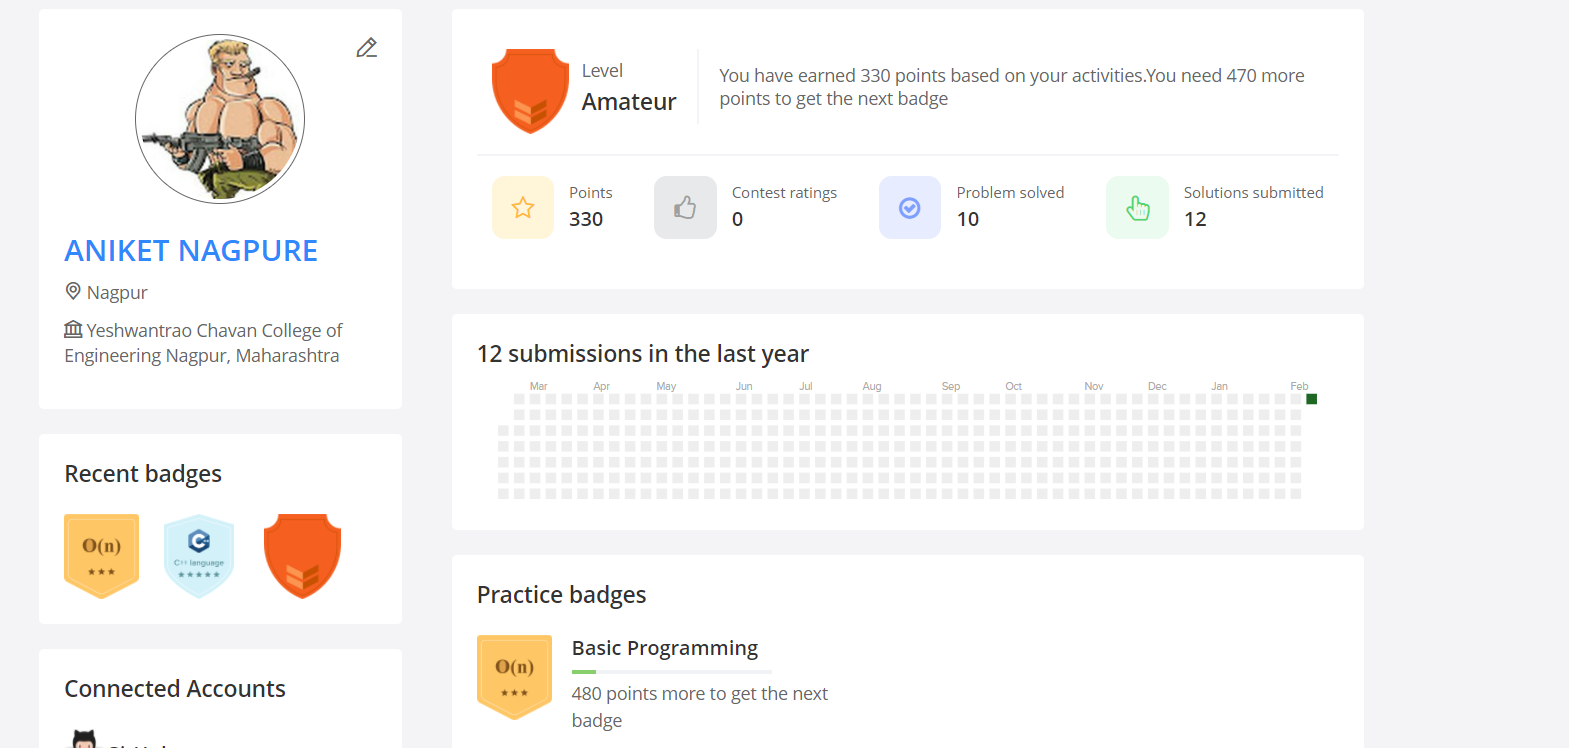 ANIKET NAGPURE
Nagpur
Yeshwantrao Chavan College of
Engineering Nagpur, Maharashtra
Recent badges
O(n)
C++ language
Connected Accounts
Level
Amateur
You have earned 330 points based on your activities.You need 470 more
points to get the next badge
Points
330
Contest ratings
0
Problem solved
10
Solutions submitted
12
12 submissions in the last year
Mar Apr May Jun Jul Aug Sep Oct Nov Dec Jan Feb
Practice badges
O(n)
Basic Programming
480 points more to get the next
badge